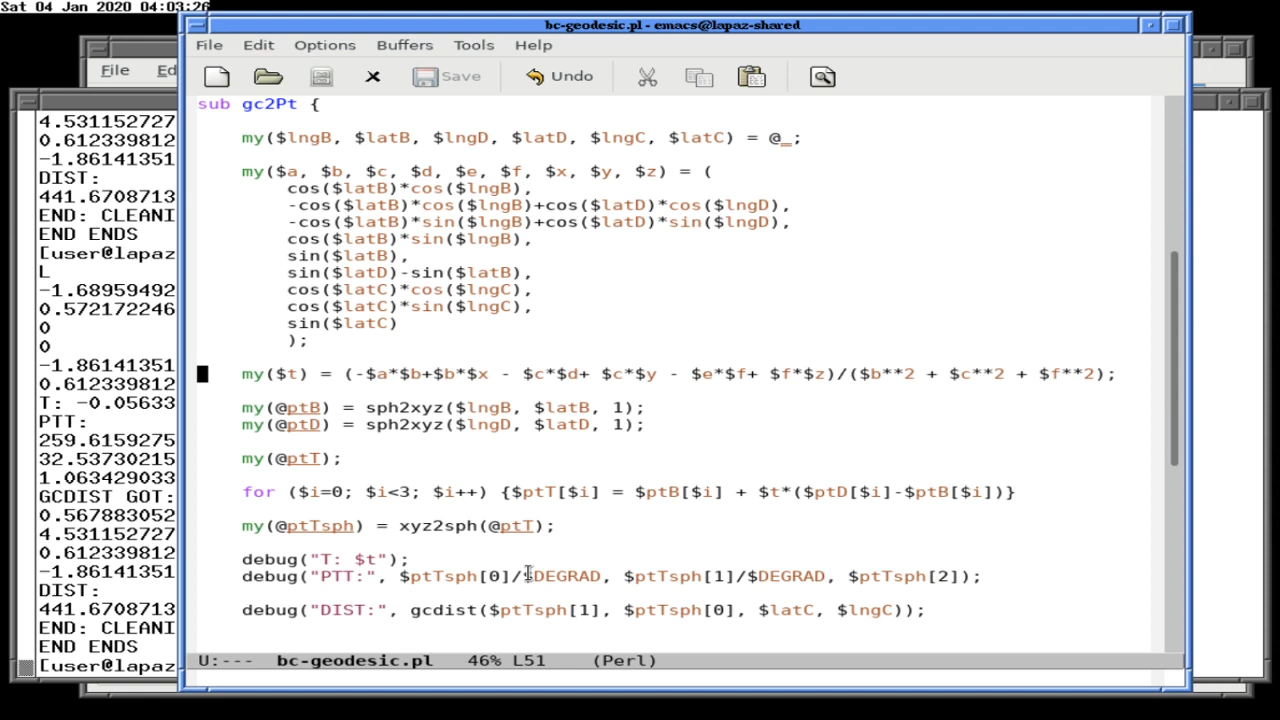 Sat 04 Jan 2020 04:03:26
bc-geodesic.pl - emacs@lapaz-shared
File Edit Options Buffers Tools Help
Save Undo
File Ed
sub gc2Pt {
my($lngB, $latB, $lngD, $latD, $lngC, $latC) = @_;
my($a, $b, $c, $d, $e, $f, $x, $y, $z) = (
cos($latB)*cos($lngB),
-cos($latB)*cos($lngB)+cos($latD)*cos($lngD),
-cos($latB)*sin($lngB)+cos($latD)*sin($lngD),
cos($latB)*sin($lngB),
sin($latB),
sin($latD)-sin($latB),
cos($latC)*cos($lngC),
cos($latC)*sin($lngC),
sin($latC)
);
my($t) = (-$a*$b+$b*$x - $c*$d+ $c*$y - $e*$f+ $f*$z)/($b**2 + $c**2 + $f**2);
my(@ptB) = sph2xyz($lngB, $latB, 1);
my(@ptD) = sph2xyz($lngD, $latD, 1);
my(@ptT);
for ($i=0; $i<3; $i++) {$ptT[$i] = $ptB[$i] + $t*($ptD[$i]-$ptB[$i])}
my(@ptTsph) = xyz2sph(@ptT);
debug("T: $t");
debug("PTT:", $ptTsph[0]/$DEGRAD, $ptTsph[1]/$DEGRAD, $ptTsph[2]);
debug("DIST:", gcdist($ptTsph[1], $ptTsph[0], $latC, $lngC));
U:--- bc-geodesic.pl 46% L51 (Perl)
4.531152727
0.612339812
-1.86141351
DIST:
441.6708713
END: CLEANI
END ENDS
[user@lapaz
L
-1.68959492
0.572172246
0
0
-1.86141351
0.612339812
T: -0.05633
PTT:
259.6159275
32.53730215
1.063429033
GCDIST GOT:
0.567883052
4.531152727
0.612339812
-1.86141351
DIST:
441.6708713
END: CLEANI
END ENDS
[user@lapaz